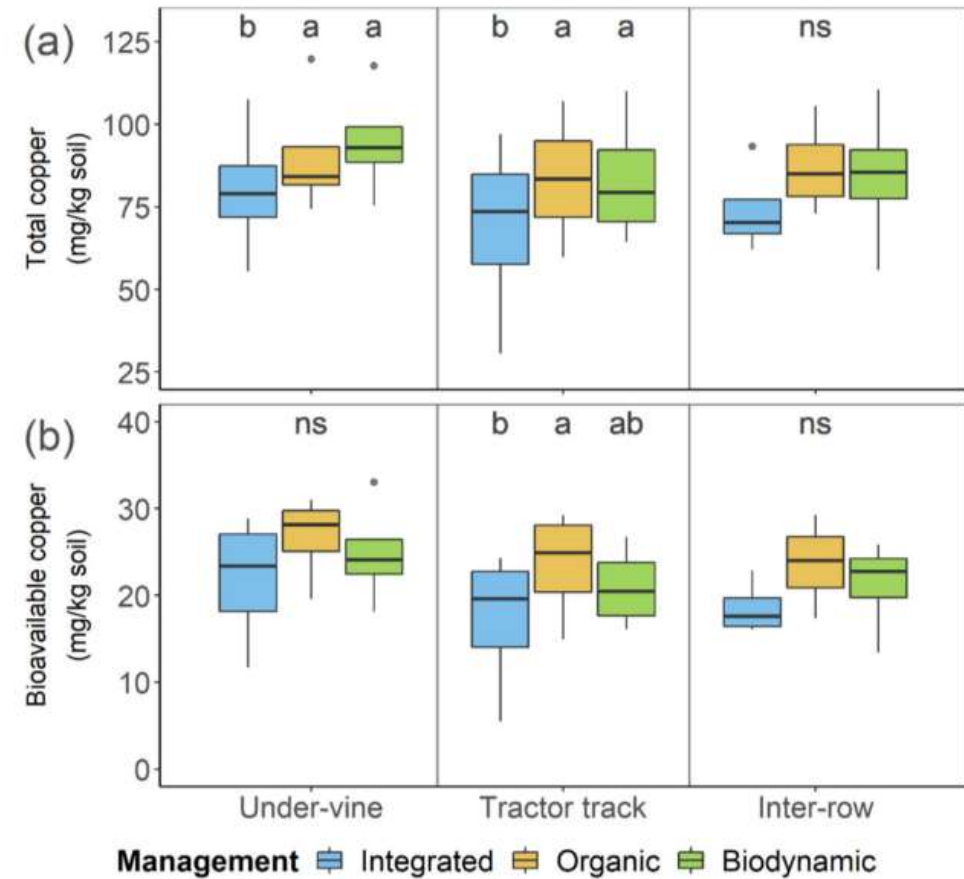 (a)
Total copper
(mg/kg soil)
125
100
75
50
25
b a a
b a a
ns
(b)
Bioavailable copper
(mg/kg soil)
40
30
20
10
0
ns
b a ab
ns
Under-vine Tractor track Inter-row
Management Integrated Organic Biodynamic